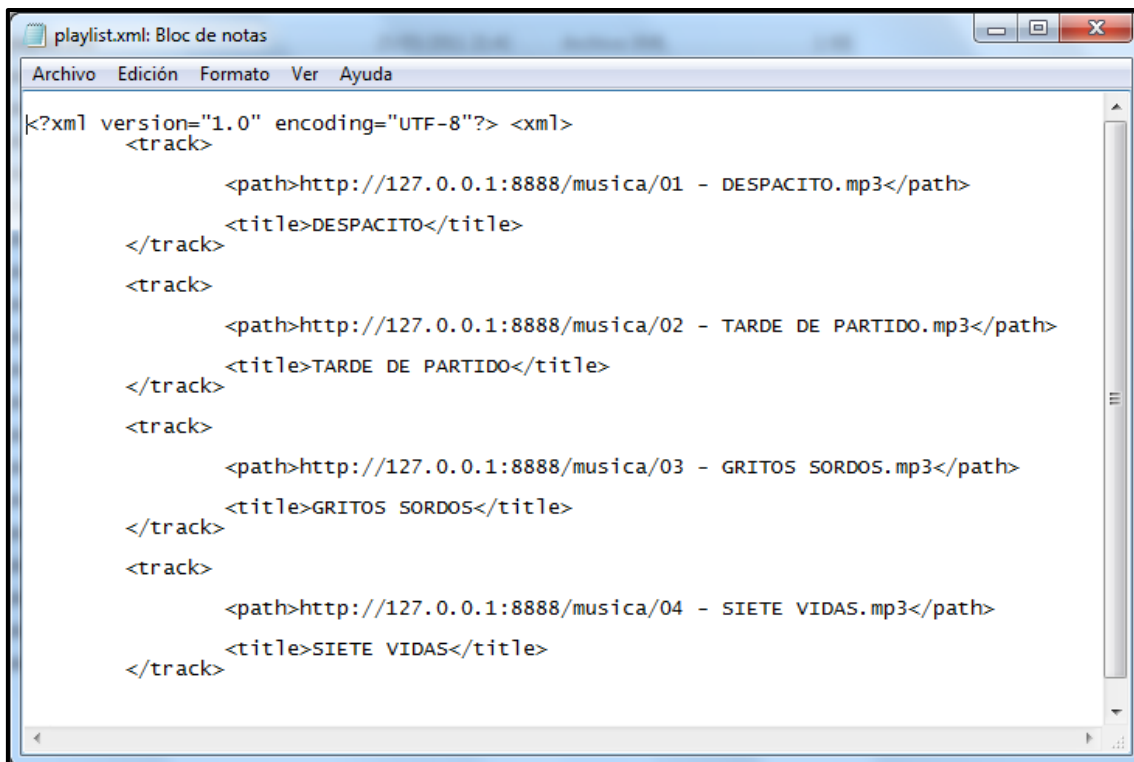 playlist.xml: Bloc de notas
Archivo Edición Formato Ver Ayuda
<?xml version="1.0" encoding="UTF-8"?> <xml>
<track>
<path>http://127.0.0.1:8888/musica/01 - DESPACITO.mp3</path>
<title>DESPACITO</title>
</track>
<track>
<path>http://127.0.0.1:8888/musica/02 - TARDE DE PARTIDO.mp3</path>
<title>TARDE DE PARTIDO</title>
</track>
<track>
<path>http://127.0.0.1:8888/musica/03 - GRITOS SORDOS.mp3</path>
<title>GRITOS SORDOS</title>
</track>
<track>
<path>http://127.0.0.1:8888/musica/04 - SIETE VIDAS.mp3</path>
<title>SIETE VIDAS</title>
</track>